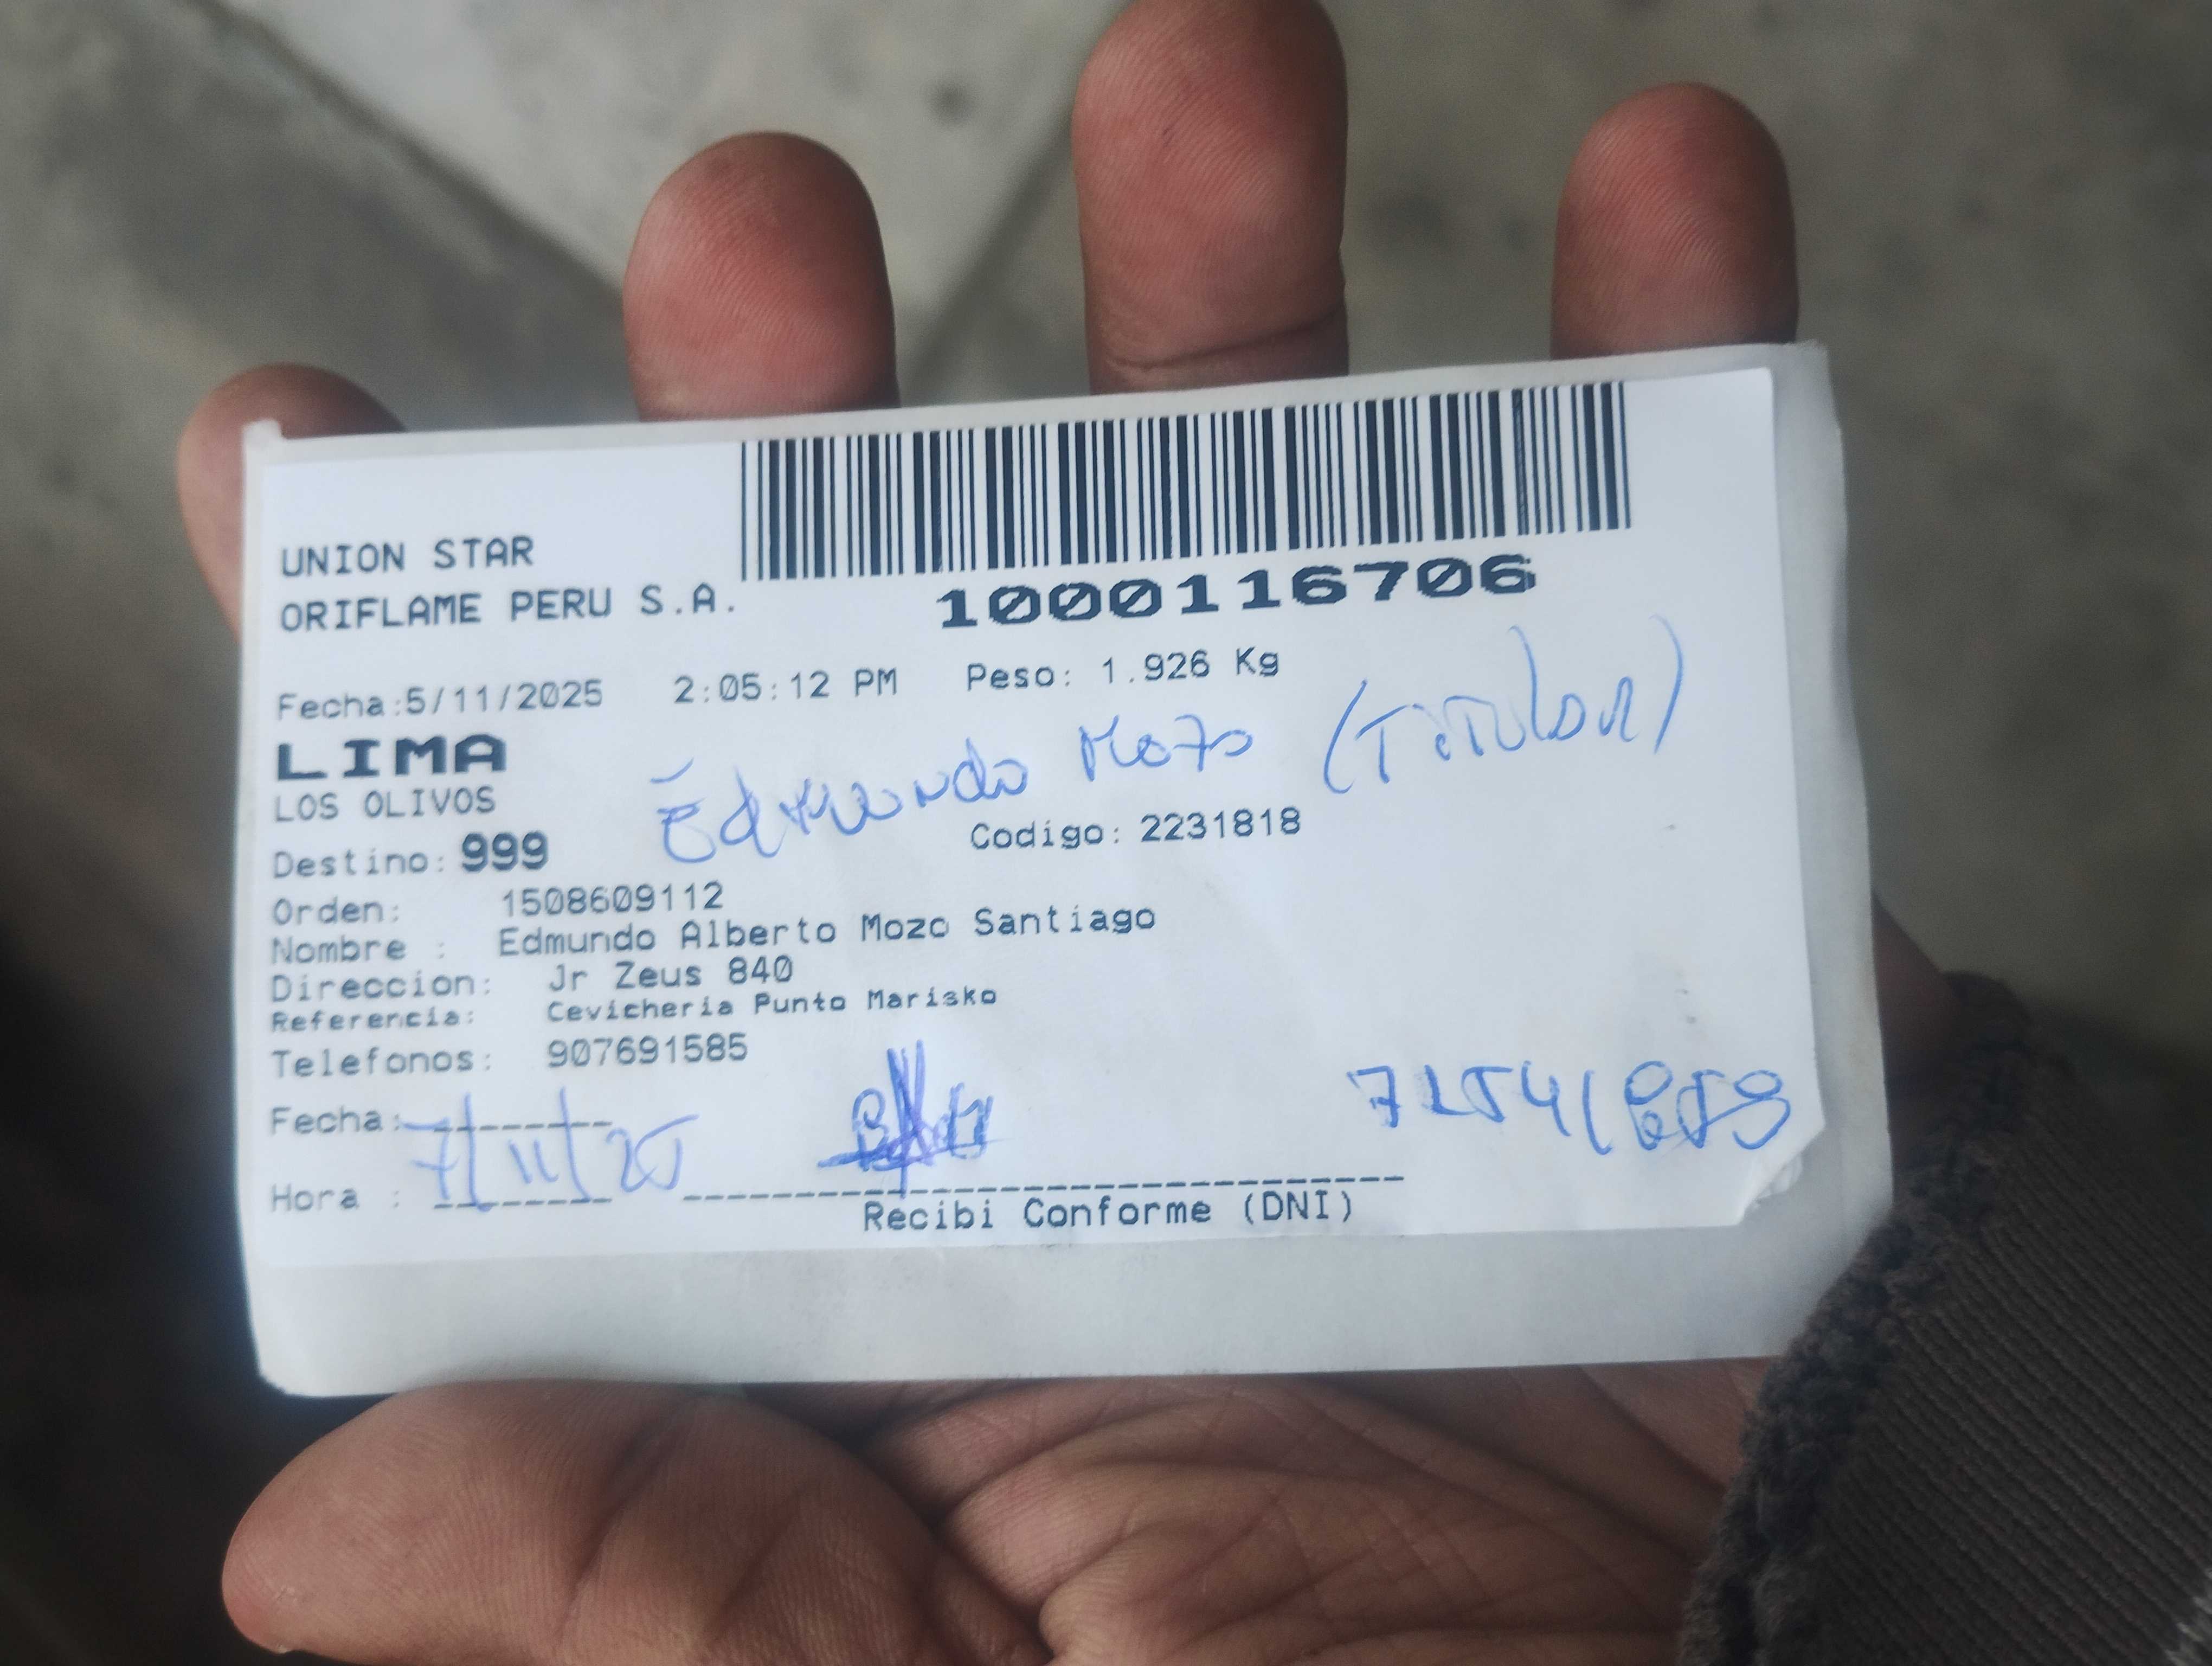 UNION STAR
ORIFLAME PERU S.A.
1000116706
Fecha:5/11/2025 2:05:12 PM Peso: 1.926 Kg
LIMA
Edmundo Mozo (Titular)
LOS OLIVOS
Destino: 999 Codigo: 2231818
Orden: 1508609112
Nombre : Edmundo Alberto Mozo Santiago
Direccion: Jr Zeus 840
Referencia: Cevicheria Punto Marisko
Telefonos: 907691585
Fecha: 7/11/25
Hora :
Recibi Conforme (DNI)